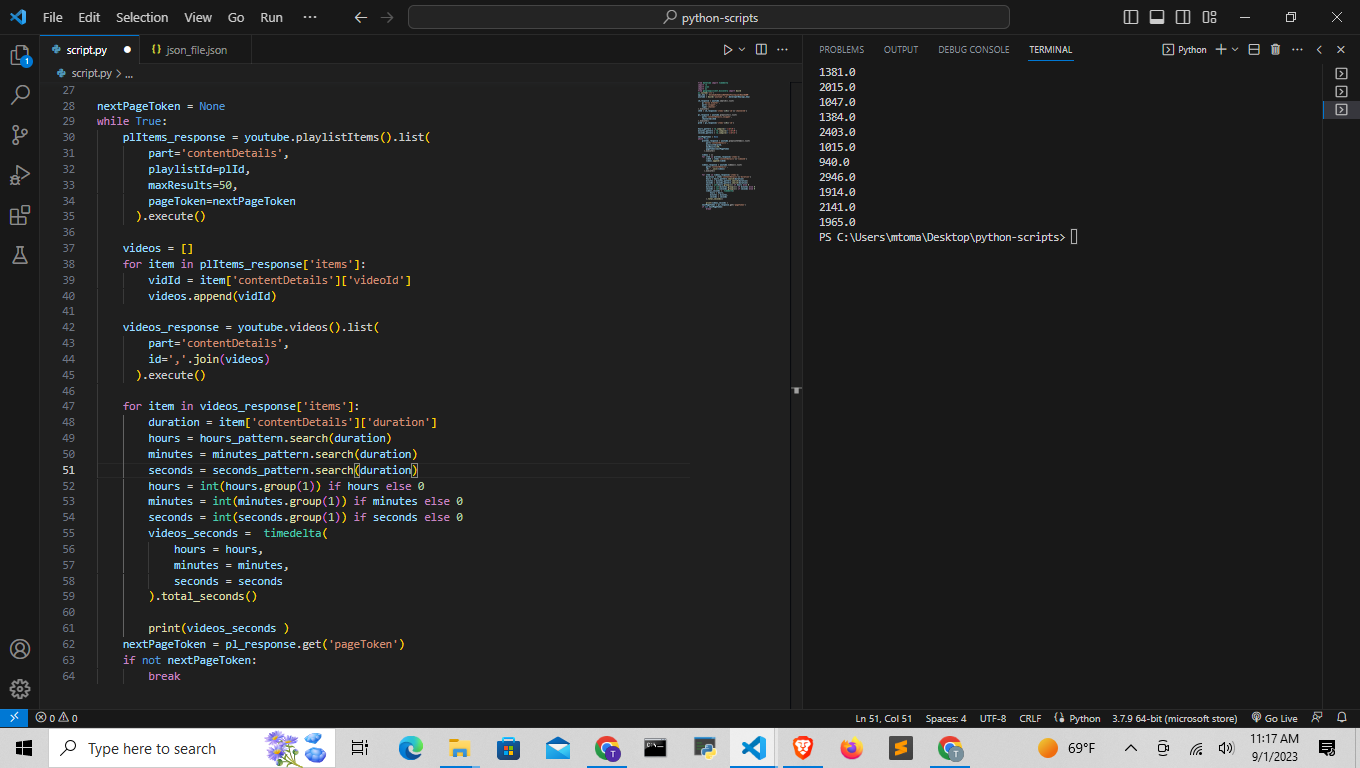 File Edit Selection View Go Run ··· python-scripts
script.py json_file.json
PROBLEMS OUTPUT DEBUG CONSOLE TERMINAL Python
script.py > ...
27
28 nextPageToken = None
29 while True:
30 plItems_response = youtube.playlistItems().list(
31 part='contentDetails',
32 playlistId=plId,
33 maxResults=50,
34 pageToken=nextPageToken
35 ).execute()
36
37 videos = []
38 for item in plItems_response['items']:
39 vidId = item['contentDetails']['videoId']
40 videos.append(vidId)
41
42 videos_response = youtube.videos().list(
43 part='contentDetails',
44 id=','.join(videos)
45 ).execute()
46
47 for item in videos_response['items']:
48 duration = item['contentDetails']['duration']
49 hours = hours_pattern.search(duration)
50 minutes = minutes_pattern.search(duration)
51 seconds = seconds_pattern.search(duration)
52 hours = int(hours.group(1)) if hours else 0
53 minutes = int(minutes.group(1)) if minutes else 0
54 seconds = int(seconds.group(1)) if seconds else 0
55 videos_seconds =  timedelta(
56 hours = hours,
57 minutes = minutes,
58 seconds = seconds
59 ).total_seconds()
60
61 print(videos_seconds )
62 nextPageToken = pl_response.get('pageToken')
63 if not nextPageToken:
64 break
1381.0
2015.0
1047.0
1384.0
2403.0
1015.0
940.0
2946.0
1914.0
2141.0
1965.0
PS C:\Users\mtoma\Desktop\python-scripts>
1
0 0 Ln 51, Col 51 Spaces: 4 UTF-8 CRLF Python 3.7.9 64-bit (microsoft store) Go Live
Type here to search 69°F 11:17 AM
9/1/2023